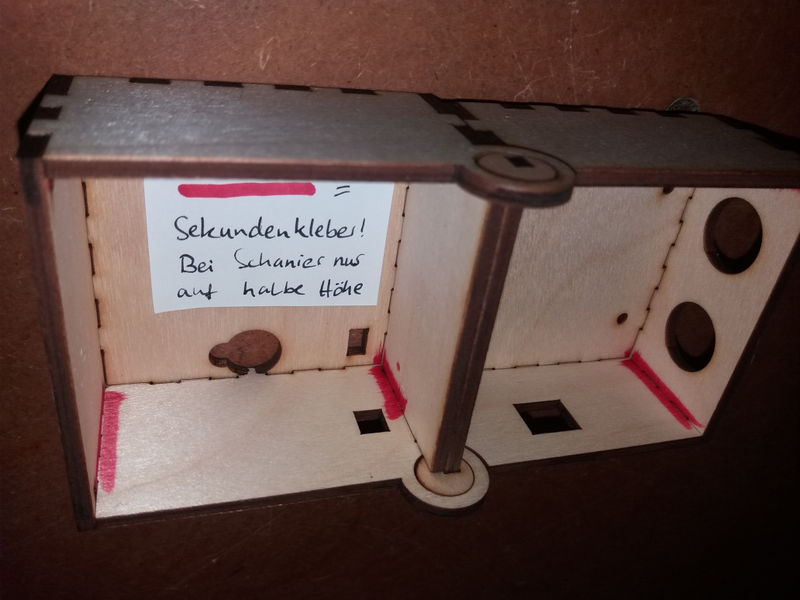 =
Sekundenkleber!
Bei Schanier nur
auf halbe Höhe